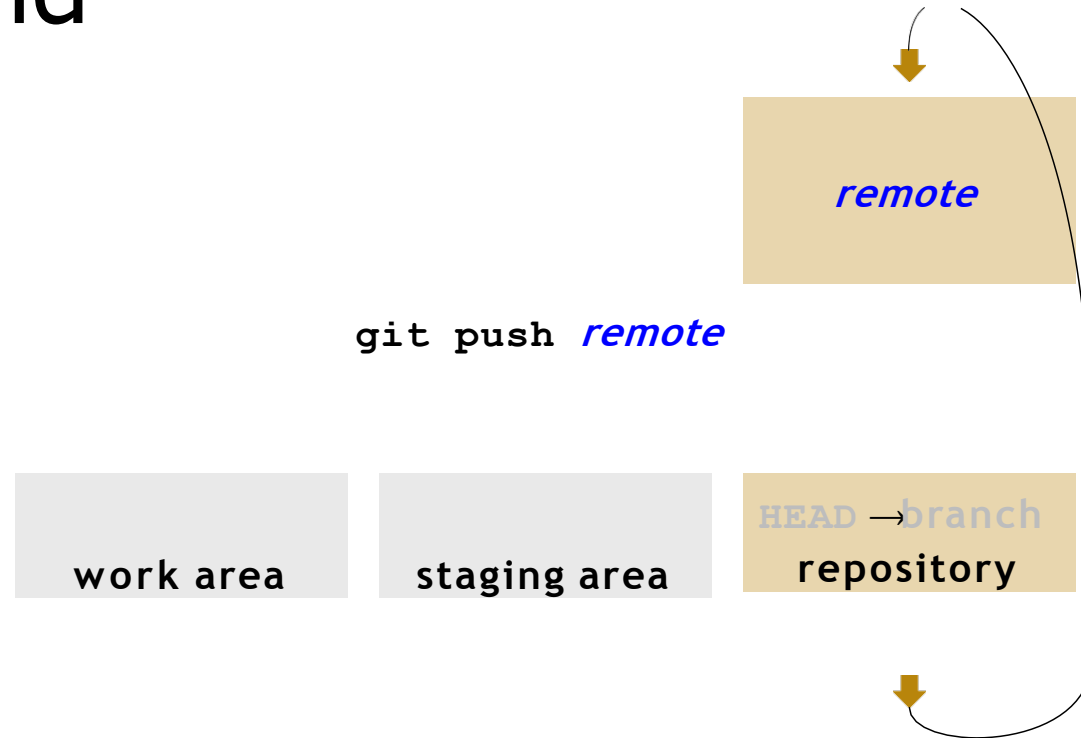 remote
git push remote
HEAD → branch
work area staging area repository